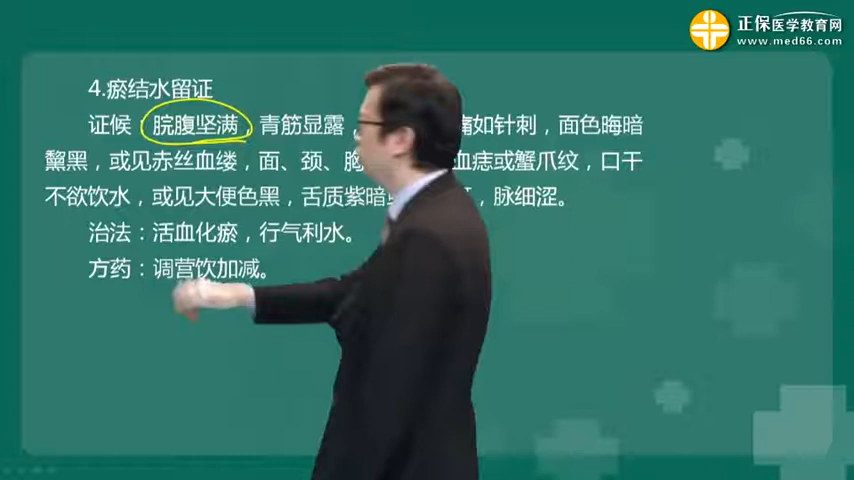 正保医学教育网
www.med66.com
4.瘀结水留证
证候：脘腹坚满，青筋显露，痛如针刺，面色晦暗
黧黑，或见赤丝血缕，面、颈、胸血痣或蟹爪纹，口干
不欲饮水，或见大便色黑，舌质紫暗，脉细涩。
治法：活血化瘀，行气利水。
方药：调营饮加减。